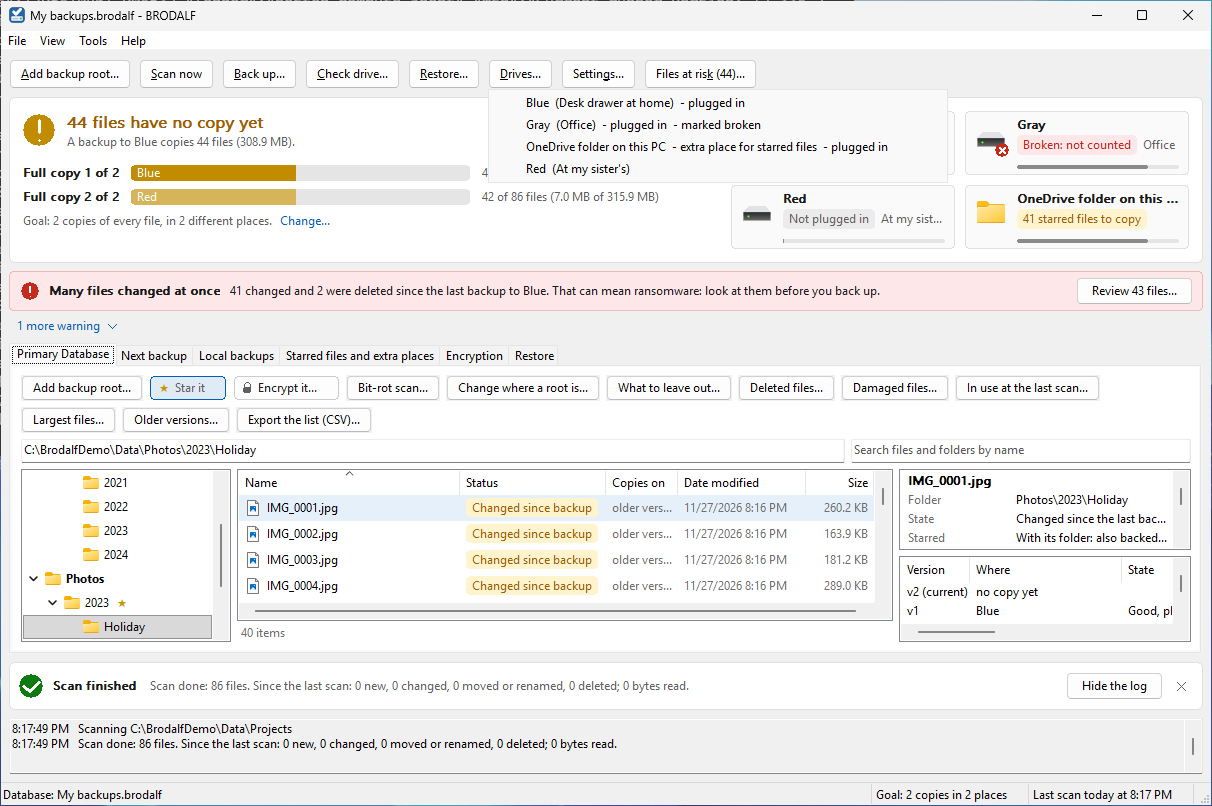 My backups.brodalf - BRODALF
File View Tools Help
Add backup root... Scan now Back up... Check drive... Restore... Drives... Settings... Files at risk (44)...
Blue (Desk drawer at home) - plugged in
Gray (Office) - plugged in - marked broken
OneDrive folder on this PC - extra place for starred files - plugged in
Red (At my sister's)
44 files have no copy yet
A backup to Blue copies 44 files (308.9 MB).
Full copy 1 of 2 Blue 4
Full copy 2 of 2 Red 42 of 86 files (7.0 MB of 315.9 MB)
Goal: 2 copies of every file, in 2 different places. Change...
Gray
Broken: not counted Office
Red
Not plugged in At my sist...
OneDrive folder on this ...
41 starred files to copy
Many files changed at once 41 changed and 2 were deleted since the last backup to Blue. That can mean ransomware: look at them before you back up. Review 43 files...
1 more warning
Primary Database Next backup Local backups Starred files and extra places Encryption Restore
Add backup root... Star it Encrypt it... Bit-rot scan... Change where a root is... What to leave out... Deleted files... Damaged files... In use at the last scan...
Largest files... Older versions... Export the list (CSV)...
C:\BrodalfDemo\Data\Photos\2023\Holiday Search files and folders by name
2021
2022
2023
2024
Photos
2023
Holiday
Name Status Copies on Date modified Size
IMG_0001.jpg Changed since backup older vers... 11/27/2026 8:16 PM 260.2 KB
IMG_0002.jpg Changed since backup older vers... 11/27/2026 8:16 PM 163.9 KB
IMG_0003.jpg Changed since backup older vers... 11/27/2026 8:16 PM 181.2 KB
IMG_0004.jpg Changed since backup older vers... 11/27/2026 8:16 PM 289.0 KB
40 items
IMG_0001.jpg
Folder Photos\2023\Holiday
State Changed since the last bac...
Starred With its folder: also backed...
Version Where State
v2 (current) no copy yet
v1 Blue Good, pl
Scan finished Scan done: 86 files. Since the last scan: 0 new, 0 changed, 0 moved or renamed, 0 deleted; 0 bytes read. Hide the log
8:17:49 PM Scanning C:\BrodalfDemo\Data\Projects
8:17:49 PM Scan done: 86 files. Since the last scan: 0 new, 0 changed, 0 moved or renamed, 0 deleted; 0 bytes read.
Database: My backups.brodalf Goal: 2 copies in 2 places Last scan today at 8:17 PM